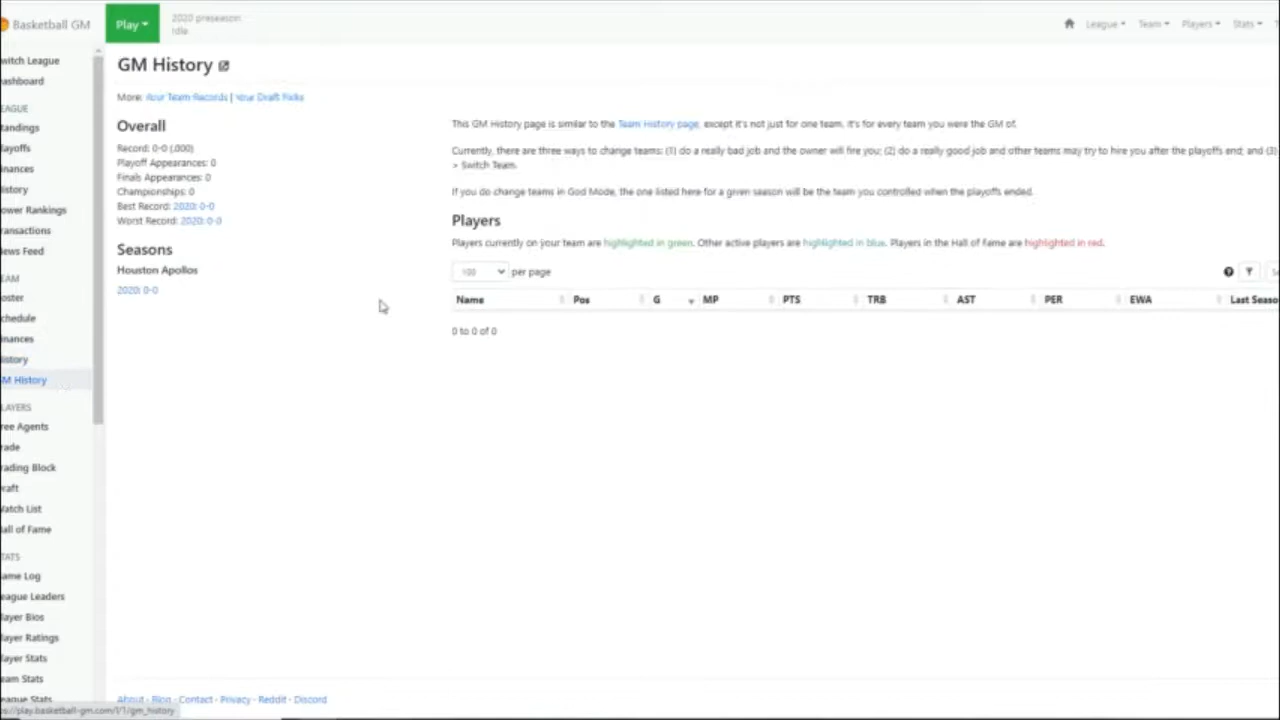 Basketball GM
Play
2020 preseason
Idle
League
Team
Players
Stats
witch League
ashboard
EAGUE
tandings
ayoffs
inances
istory
ower Rankings
ransactions
ews Feed
EAM
oster
chedule
inances
istory
GM History
LAYERS
ree Agents
rade
rading Block
raft
Watch List
all of Fame
TATS
ame Log
eague Leaders
layer Bios
layer Ratings
layer Stats
eam Stats
eague Stats
GM History
More: Your Team Records | Your Draft Picks
Overall
Record: 0-0 (.000)
Playoff Appearances: 0
Finals Appearances: 0
Championships: 0
Best Record: 2020: 0-0
Worst Record: 2020: 0-0
Seasons
Houston Apollos
2020: 0-0
This GM History page is similar to the Team History page, except it's not just for one team, it's for every team you were the GM of.
Currently, there are three ways to change teams: (1) do a really bad job and the owner will fire you; (2) do a really good job and other teams may try to hire you after the playoffs end; and (3)
> Switch Team.
If you do change teams in God Mode, the one listed here for a given season will be the team you controlled when the playoffs ended.
Players
Players currently on your team are highlighted in green. Other active players are highlighted in blue. Players in the Hall of Fame are highlighted in red.
100 per page
Name Pos G MP PTS TRB AST PER EWA Last Seaso
0 to 0 of 0
About · Blog · Contact · Privacy · Reddit · Discord
ps://play.basketball-gm.com/l/1/gm_history